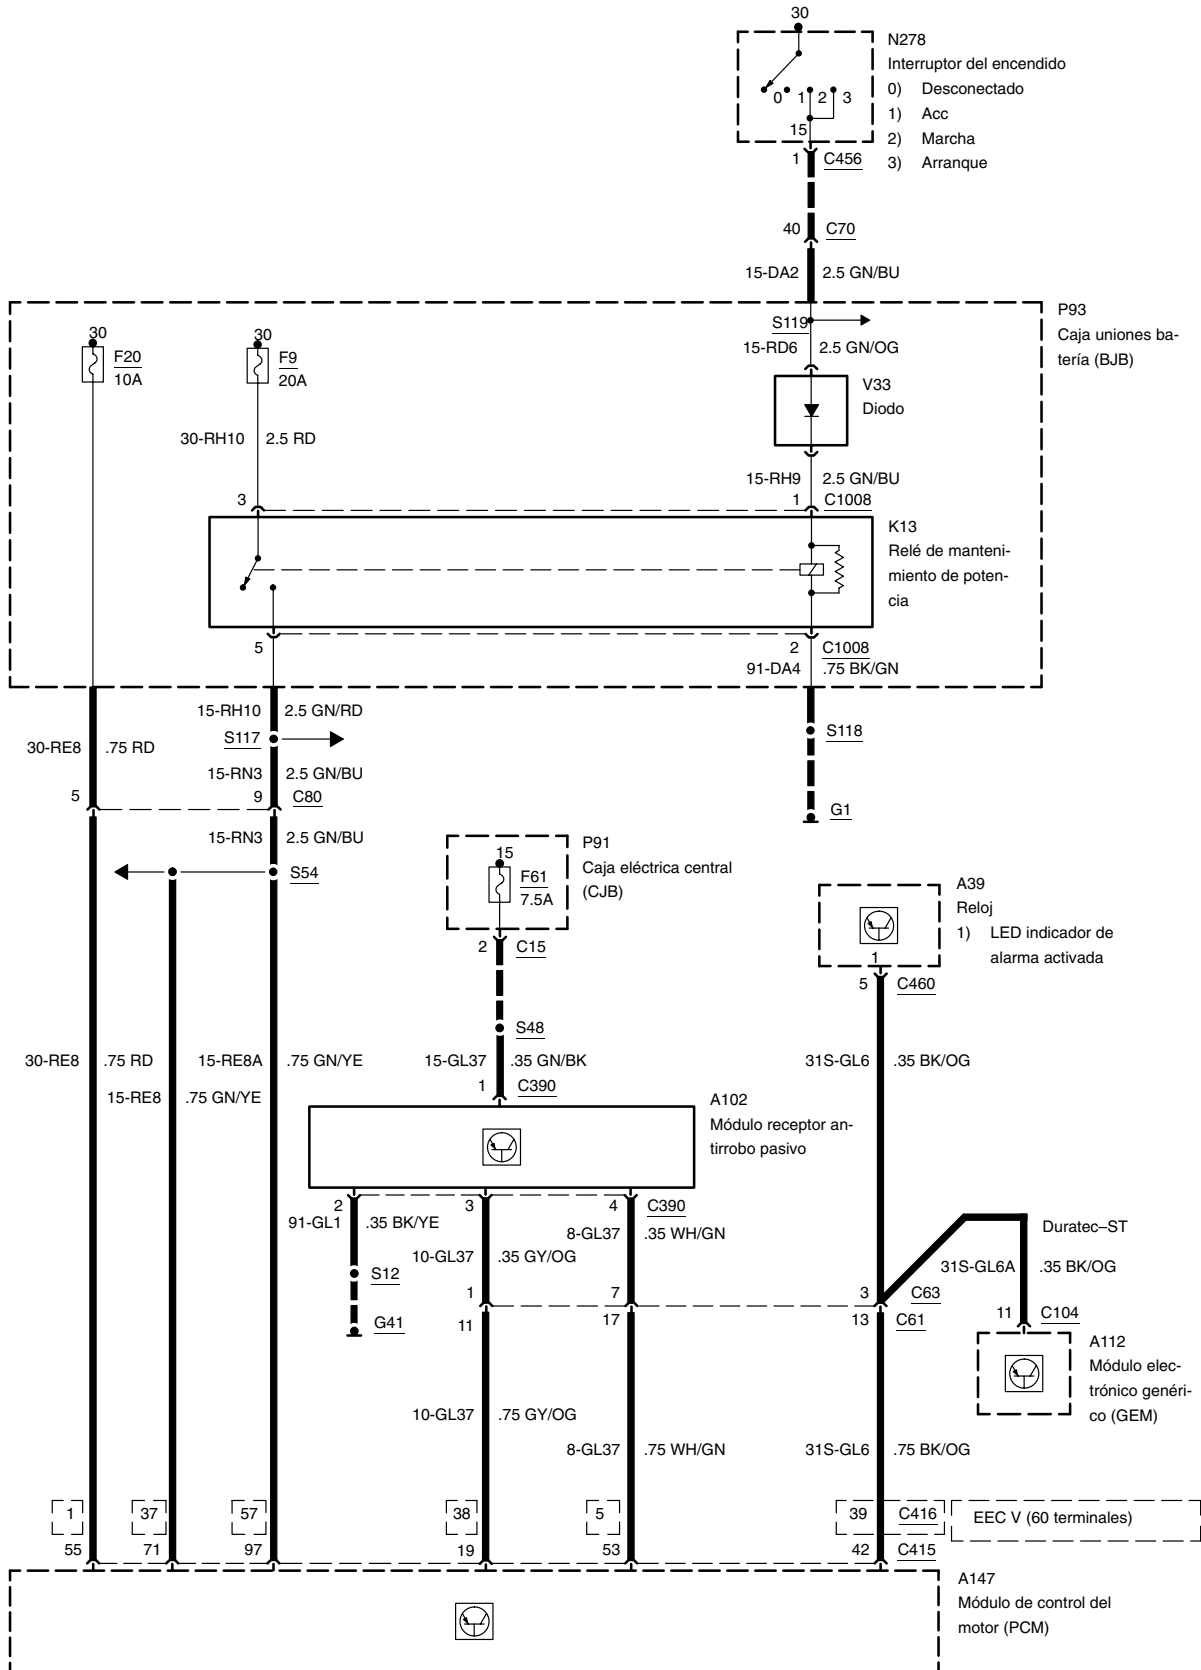 30
N278
Interruptor del encendido
0) Desconectado
1) Acc
2) Marcha
3) Arranque
0 1 2 3
15
1 C456
40 C70
15-DA2 2.5 GN/BU
P93
Caja uniones ba-
tería (BJB)
S119
15-RD6 2.5 GN/OG
30
F20
10A
30
F9
20A
V33
Diodo
30-RH10 2.5 RD
15-RH9 2.5 GN/BU
3
1 C1008
K13
Relé de manteni-
miento de poten-
cia
5
2 C1008
91-DA4 .75 BK/GN
15-RH10 2.5 GN/RD
S117
S118
30-RE8 .75 RD
15-RN3 2.5 GN/BU
5
9 C80
G1
15-RN3 2.5 GN/BU
S54
P91
Caja eléctrica central
(CJB)
15
F61
7.5A
2 C15
A39
Reloj
1) LED indicador de
alarma activada
1
5 C460
S48
30-RE8 .75 RD
15-RE8A .75 GN/YE
15-GL37 .35 GN/BK
31S-GL6 .35 BK/OG
15-RE8 .75 GN/YE
1 C390
A102
Módulo receptor an-
tirrobo pasivo
2
3
4 C390
91-GL1 .35 BK/YE
8-GL37 .35 WH/GN
10-GL37 .35 GY/OG
Duratec–ST
31S-GL6A .35 BK/OG
S12
G41
1
7
3 C63
11
17
13 C61
11 C104
A112
Módulo elec-
trónico genéri-
co (GEM)
10-GL37 .75 GY/OG
8-GL37 .75 WH/GN
31S-GL6 .75 BK/OG
1
37
57
38
5
39 C416
EEC V (60 terminales)
55
71
97
19
53
42 C415
A147
Módulo de control del
motor (PCM)